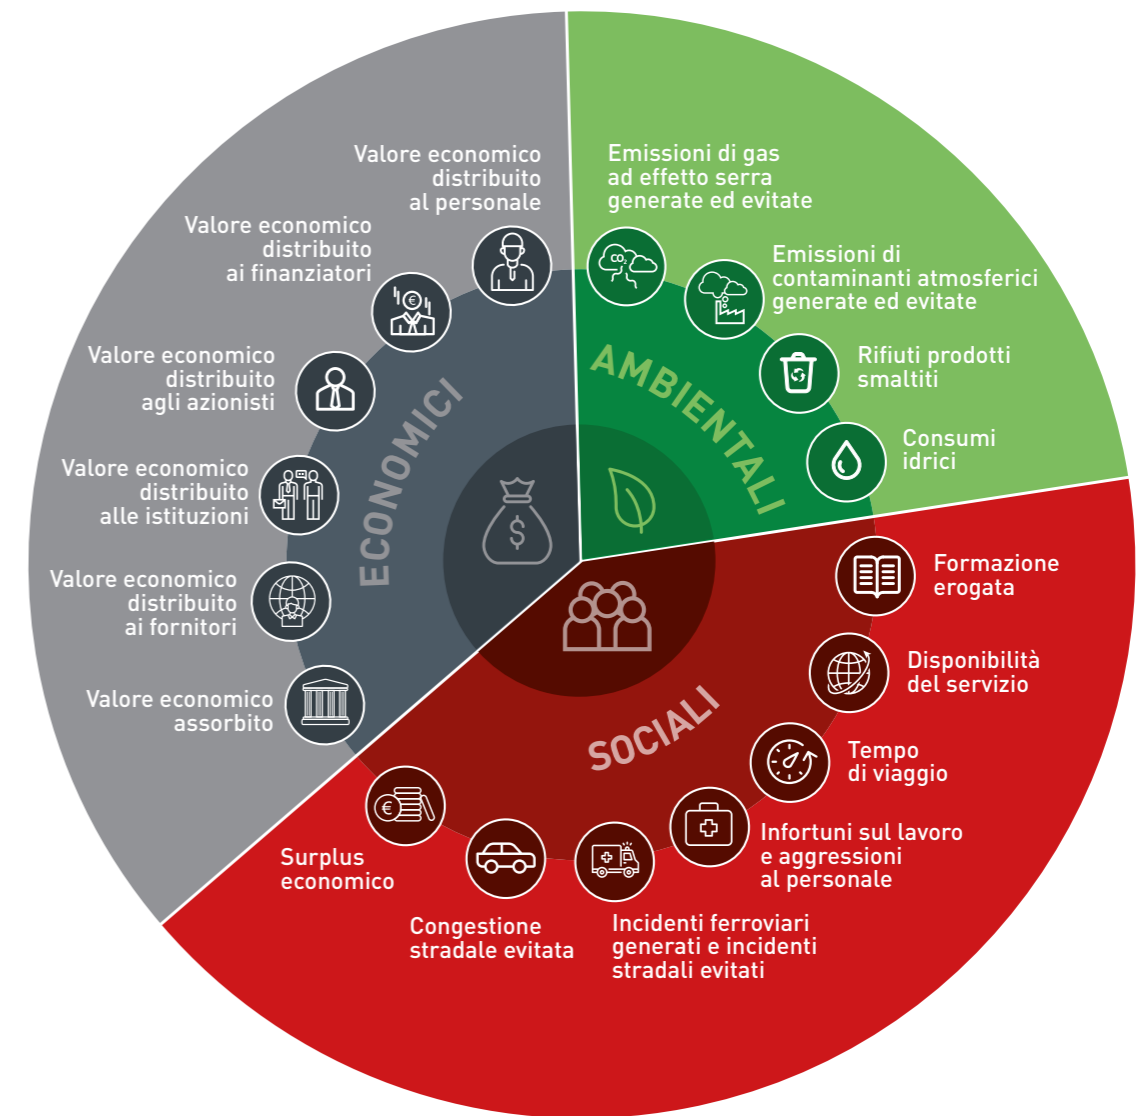 Valore economico
distribuito
al personale
Valore economico
distribuito
ai finanziatori
Valore economico
distribuito
agli azionisti
Valore economico
distribuito
alle istituzioni
Valore economico
distribuito
ai fornitori
Valore economico
assorbito
ECONOMICI
€
$
Emissioni di gas
ad effetto serra
generate ed evitate
CO2
Emissioni di
contaminanti atmosferici
generate ed evitate
Rifiuti prodotti
smaltiti
Consumi
idrici
AMBIENTALI
Formazione
erogata
Disponibilità
del servizio
Tempo
di viaggio
Infortuni sul lavoro
e aggressioni
al personale
Incidenti ferroviari
generati e incidenti
stradali evitati
Congestione
stradale evitata
Surplus
economico
€
SOCIALI